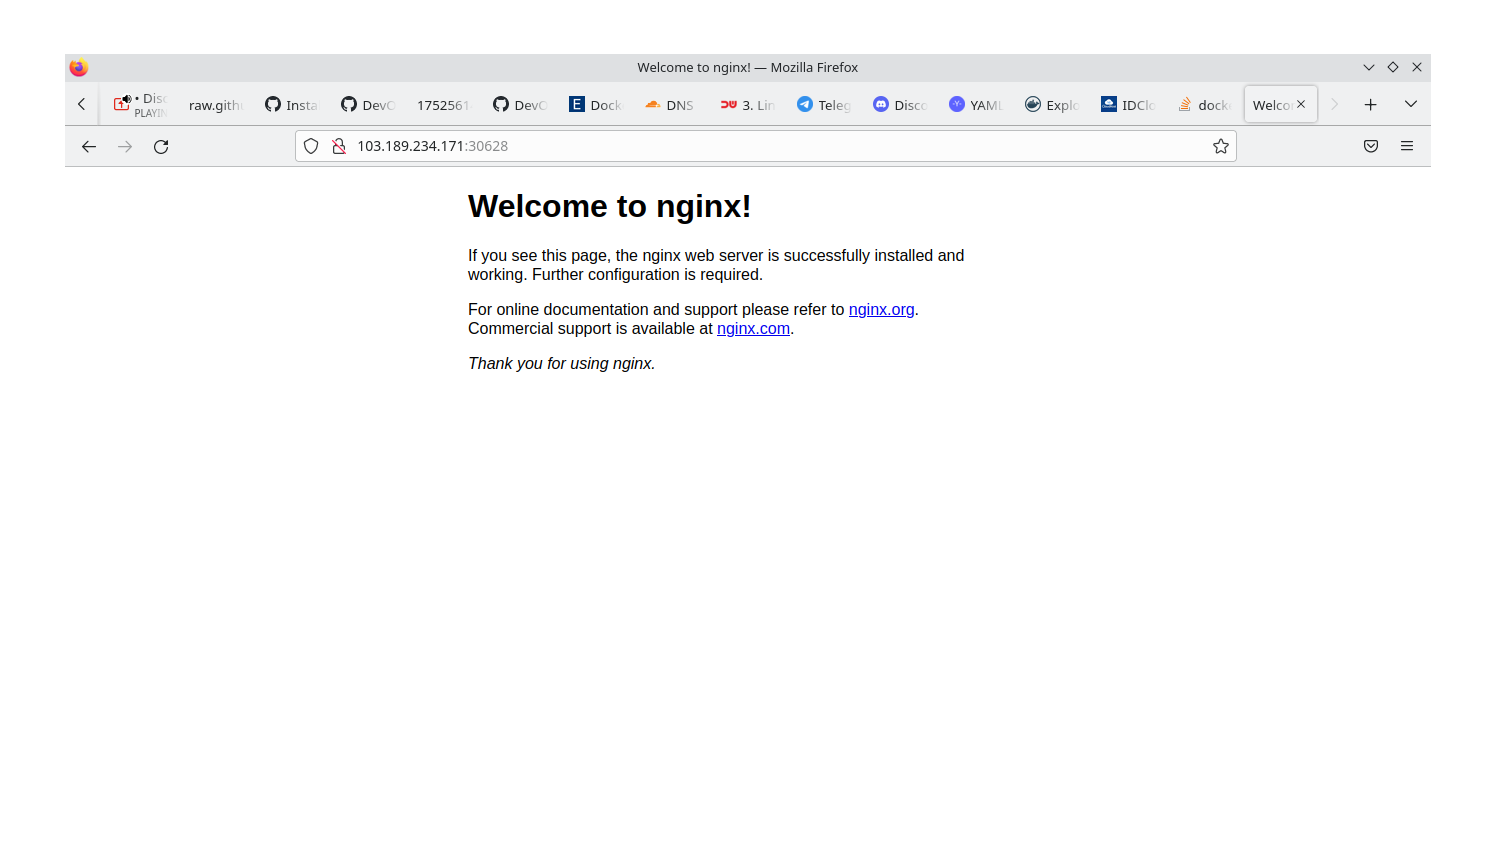 Welcome to nginx! — Mozilla Firefox
• Disc
PLAYIN
raw.githu
Insta
DevO
1752561
DevO
Dock
DNS
3. Lin
Teleg
Disco
YAML
Explo
IDClo
docke
Welcor
103.189.234.171:30628
Welcome to nginx!
If you see this page, the nginx web server is successfully installed and
working. Further configuration is required.
For online documentation and support please refer to nginx.org.
Commercial support is available at nginx.com.
Thank you for using nginx.